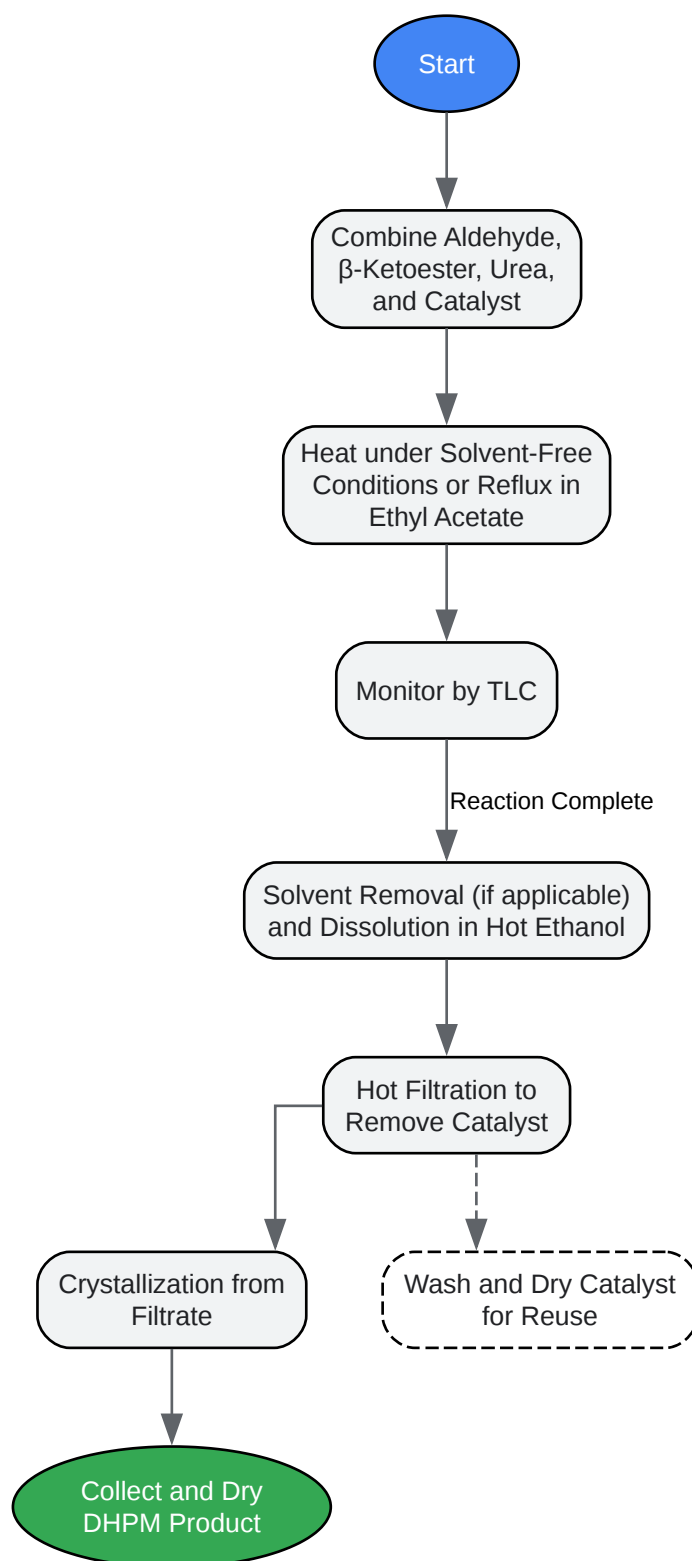 Start
Combine Aldehyde,
β-Ketoester, Urea,
and Catalyst
Heat under Solvent-Free
Conditions or Reflux in
Ethyl Acetate
Monitor by TLC
Reaction Complete
Solvent Removal (if applicable)
and Dissolution in Hot Ethanol
Hot Filtration to
Remove Catalyst
Crystallization from
Filtrate
Wash and Dry Catalyst
for Reuse
Collect and Dry
DHPM Product